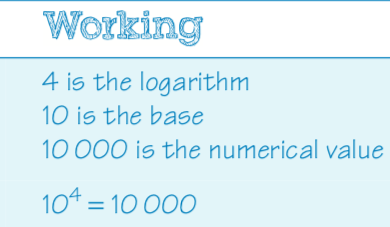 Working
4 is the logarithm
10 is the base
10 000 is the numerical value
10⁴ = 10 000